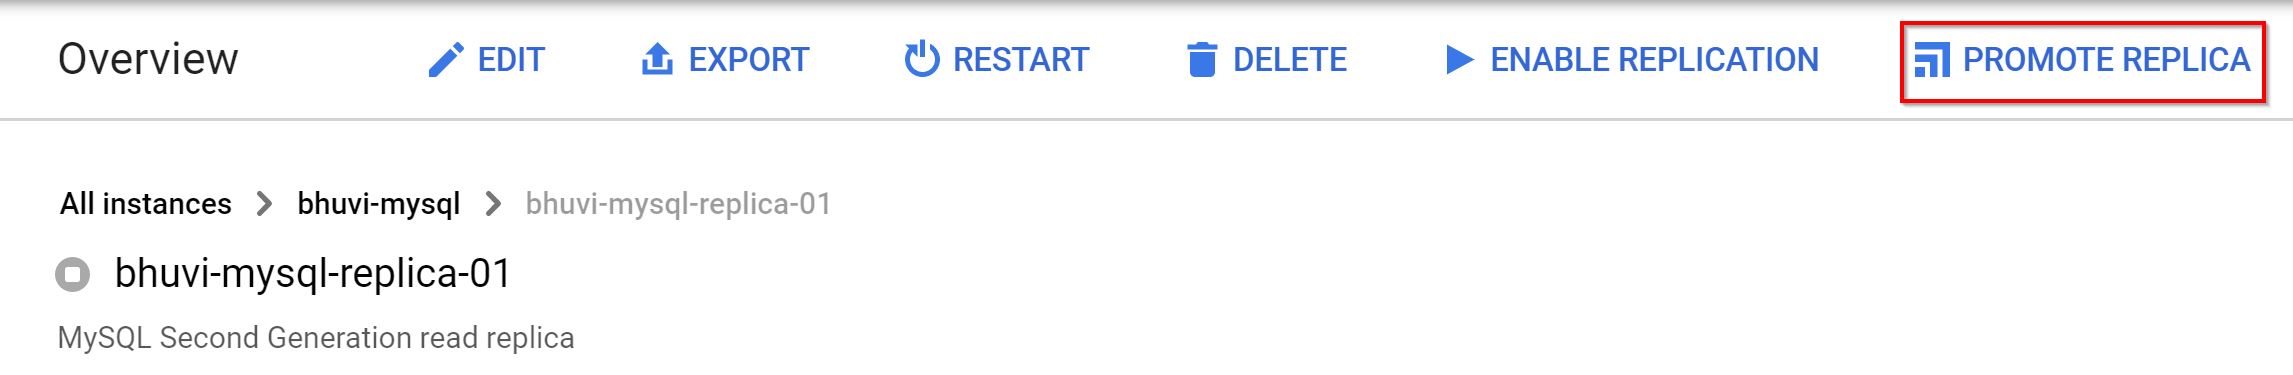 Overview EDIT EXPORT RESTART DELETE ENABLE REPLICATION PROMOTE REPLICA
All instances bhuvi-mysql bhuvi-mysql-replica-01
bhuvi-mysql-replica-01
MySQL Second Generation read replica